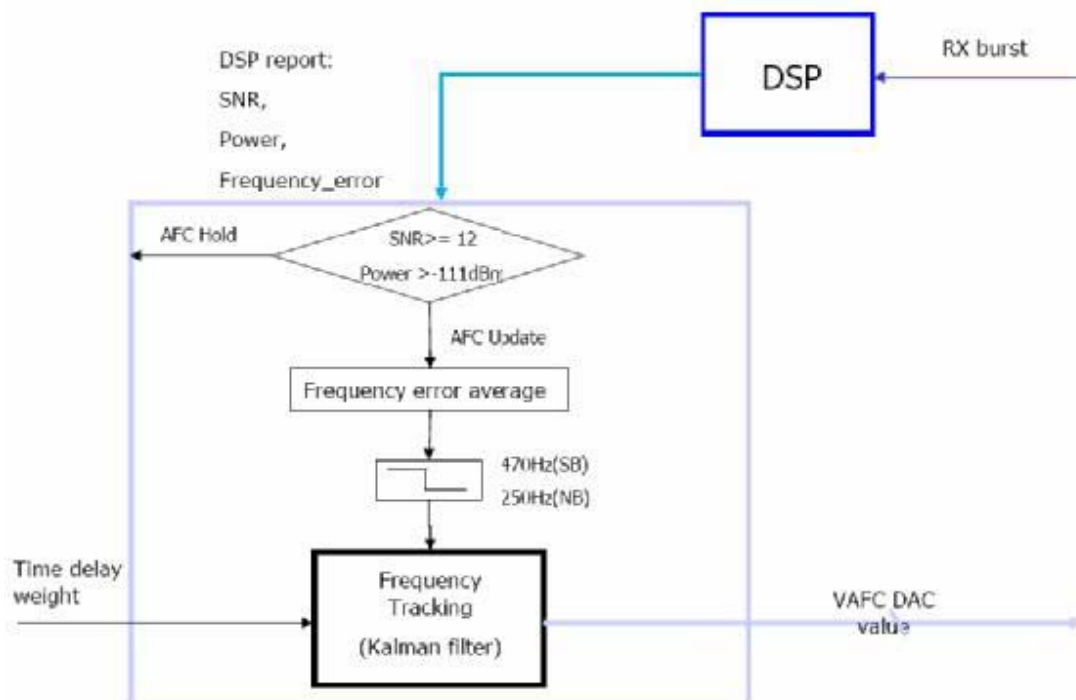 DSP report:
SNR,
Power,
Frequency_error
DSP
RX burst
AFC Hold
SNR>= 12
Power >-111dBm
AFC Update
Frequency error average
470Hz(SB)
250Hz(NB)
Time delay
weight
Frequency
Tracking
(Kalman filter)
VAFC DAC
value